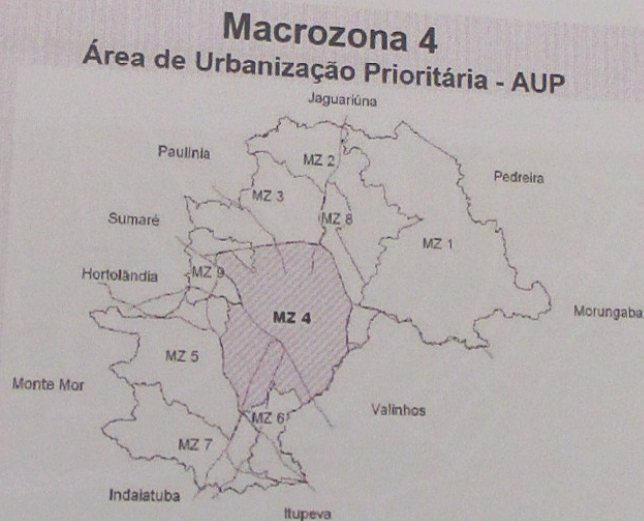 Macrozona 4
Área de Urbanização Prioritária - AUP
Jaguariúna
Paulínia
MZ 2
Pedreira
MZ 3
Sumaré
MZ 8
MZ 1
Hortolândia
MZ 9
Morungaba
MZ 4
MZ 5
Monte Mor
Valinhos
MZ 6
MZ 7
Indaiatuba
Itupeva